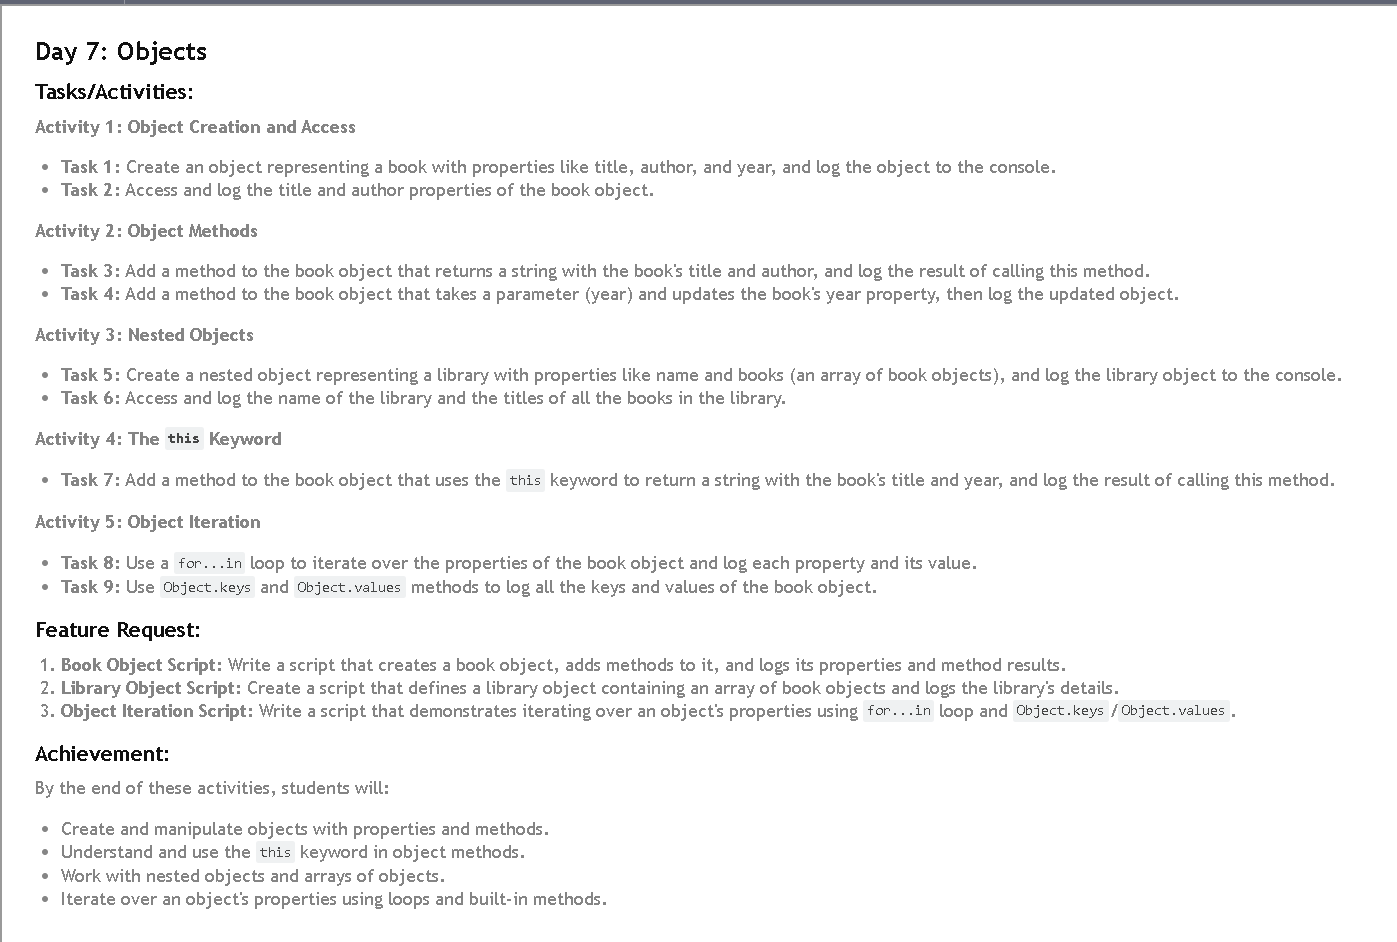 Day 7: Objects
Tasks/Activities:
Activity 1: Object Creation and Access
• Task 1: Create an object representing a book with properties like title, author, and year, and log the object to the console.
• Task 2: Access and log the title and author properties of the book object.
Activity 2: Object Methods
• Task 3: Add a method to the book object that returns a string with the book's title and author, and log the result of calling this method.
• Task 4: Add a method to the book object that takes a parameter (year) and updates the book's year property, then log the updated object.
Activity 3: Nested Objects
• Task 5: Create a nested object representing a library with properties like name and books (an array of book objects), and log the library object to the console.
• Task 6: Access and log the name of the library and the titles of all the books in the library.
Activity 4: The this Keyword
• Task 7: Add a method to the book object that uses the this keyword to return a string with the book's title and year, and log the result of calling this method.
Activity 5: Object Iteration
• Task 8: Use a for...in loop to iterate over the properties of the book object and log each property and its value.
• Task 9: Use Object.keys and Object.values methods to log all the keys and values of the book object.
Feature Request:
1. Book Object Script: Write a script that creates a book object, adds methods to it, and logs its properties and method results.
2. Library Object Script: Create a script that defines a library object containing an array of book objects and logs the library's details.
3. Object Iteration Script: Write a script that demonstrates iterating over an object's properties using for...in loop and Object.keys/Object.values.
Achievement:
By the end of these activities, students will:
• Create and manipulate objects with properties and methods.
• Understand and use the this keyword in object methods.
• Work with nested objects and arrays of objects.
• Iterate over an object's properties using loops and built-in methods.